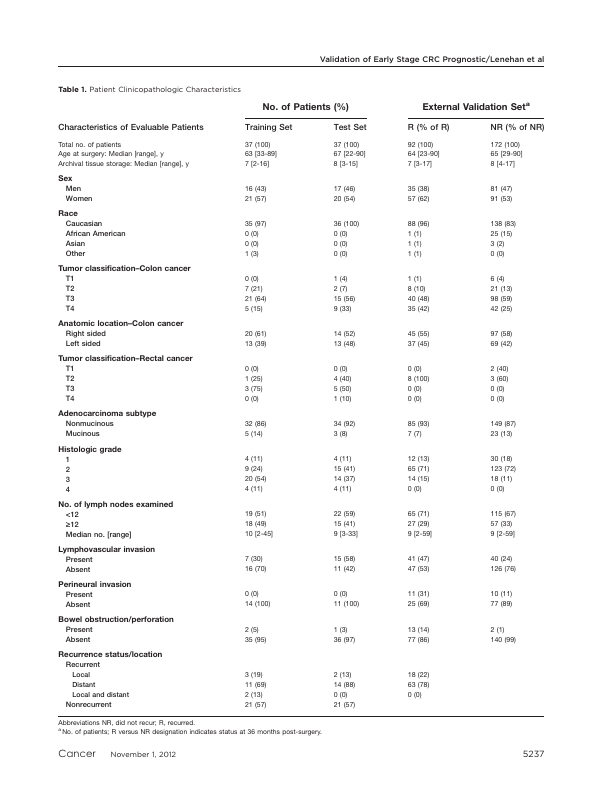 Validation of Early Stage CRC Prognostic/Lenehan et al
Table 1. Patient Clinicopathologic Characteristics
No. of Patients (%) External Validation Setª
Characteristics of Evaluable Patients Training Set Test Set R (% of R) NR (% of NR)
Total no. of patients 37 (100) 37 (100) 92 (100) 172 (100)
Age at surgery: Median [range], y 63 [33-89] 67 [22-90] 64 [23-90] 65 [29-90]
Archival tissue storage: Median [range], y 7 [2-16] 8 [3-15] 7 [3-17] 8 [4-17]
Sex
Men 16 (43) 17 (46) 35 (38) 81 (47)
Women 21 (57) 20 (54) 57 (62) 91 (53)
Race
Caucasian 35 (97) 36 (100) 88 (96) 138 (83)
African American 0 (0) 0 (0) 1 (1) 25 (15)
Asian 0 (0) 0 (0) 1 (1) 3 (2)
Other 1 (3) 0 (0) 1 (1) 0 (0)
Tumor classification–Colon cancer
T1 0 (0) 1 (4) 1 (1) 6 (4)
T2 7 (21) 2 (7) 8 (10) 21 (13)
T3 21 (64) 15 (56) 40 (48) 98 (59)
T4 5 (15) 9 (33) 35 (42) 42 (25)
Anatomic location–Colon cancer
Right sided 20 (61) 14 (52) 45 (55) 97 (58)
Left sided 13 (39) 13 (48) 37 (45) 69 (42)
Tumor classification–Rectal cancer
T1 0 (0) 0 (0) 0 (0) 2 (40)
T2 1 (25) 4 (40) 8 (100) 3 (60)
T3 3 (75) 5 (50) 0 (0) 0 (0)
T4 0 (0) 1 (10) 0 (0) 0 (0)
Adenocarcinoma subtype
Nonmucinous 32 (86) 34 (92) 85 (93) 149 (87)
Mucinous 5 (14) 3 (8) 7 (7) 23 (13)
Histologic grade
1 4 (11) 4 (11) 12 (13) 30 (18)
2 9 (24) 15 (41) 65 (71) 123 (72)
3 20 (54) 14 (37) 14 (15) 18 (11)
4 4 (11) 4 (11) 0 (0) 0 (0)
No. of lymph nodes examined
<12 19 (51) 22 (59) 65 (71) 115 (67)
≥12 18 (49) 15 (41) 27 (29) 57 (33)
Median no. [range] 10 [2-45] 9 [3-33] 9 [2-59] 9 [2-59]
Lymphovascular invasion
Present 7 (30) 15 (58) 41 (47) 40 (24)
Absent 16 (70) 11 (42) 47 (53) 126 (76)
Perineural invasion
Present 0 (0) 0 (0) 11 (31) 10 (11)
Absent 14 (100) 11 (100) 25 (69) 77 (89)
Bowel obstruction/perforation
Present 2 (5) 1 (3) 13 (14) 2 (1)
Absent 35 (95) 36 (97) 77 (86) 140 (99)
Recurrence status/location
Recurrent
Local 3 (19) 2 (13) 18 (22)
Distant 11 (69) 14 (88) 63 (78)
Local and distant 2 (13) 0 (0) 0 (0)
Nonrecurrent 21 (57) 21 (57)
Abbreviations NR, did not recur; R, recurred.
ª No. of patients; R versus NR designation indicates status at 36 months post-surgery.
Cancer November 1, 2012 5237